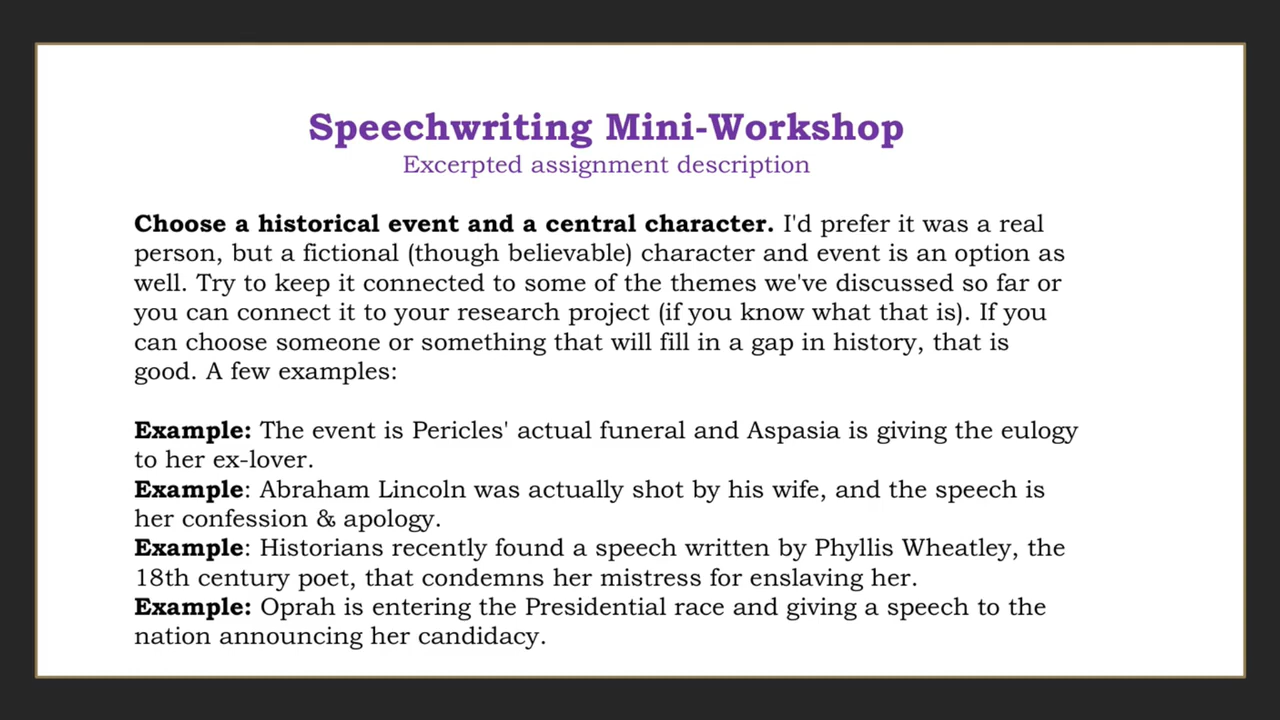 Speechwriting Mini-Workshop
Excerpted assignment description
Choose a historical event and a central character. I'd prefer it was a real
person, but a fictional (though believable) character and event is an option as
well. Try to keep it connected to some of the themes we've discussed so far or
you can connect it to your research project (if you know what that is). If you
can choose someone or something that will fill in a gap in history, that is
good. A few examples:
Example: The event is Pericles' actual funeral and Aspasia is giving the eulogy
to her ex-lover.
Example: Abraham Lincoln was actually shot by his wife, and the speech is
her confession & apology.
Example: Historians recently found a speech written by Phyllis Wheatley, the
18th century poet, that condemns her mistress for enslaving her.
Example: Oprah is entering the Presidential race and giving a speech to the
nation announcing her candidacy.